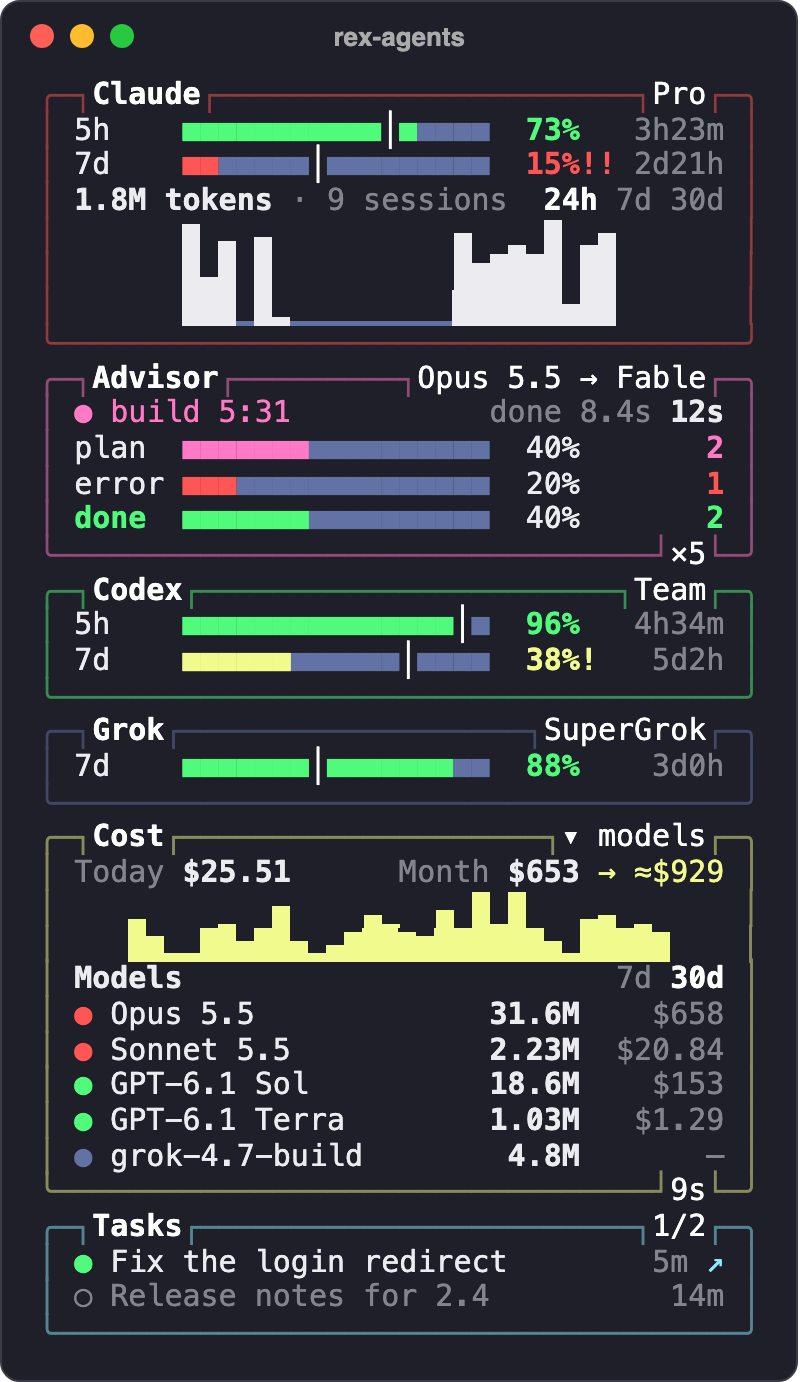 rex-agents
Claude Pro
5h 73% 3h23m
7d 15%!! 2d21h
1.8M tokens · 9 sessions 24h 7d 30d
Advisor Opus 5.5 → Fable
● build 5:31 done 8.4s 12s
plan 40% 2
error 20% 1
done 40% 2
×5
Codex Team
5h 96% 4h34m
7d 38%! 5d2h
Grok SuperGrok
7d 88% 3d0h
Cost ▾ models
Today $25.51 Month $653 → ≈$929
Models 7d 30d
● Opus 5.5 31.6M $658
● Sonnet 5.5 2.23M $20.84
● GPT-6.1 Sol 18.6M $153
● GPT-6.1 Terra 1.03M $1.29
● grok-4.7-build 4.8M —
9s
Tasks 1/2
● Fix the login redirect 5m ↗
○ Release notes for 2.4 14m